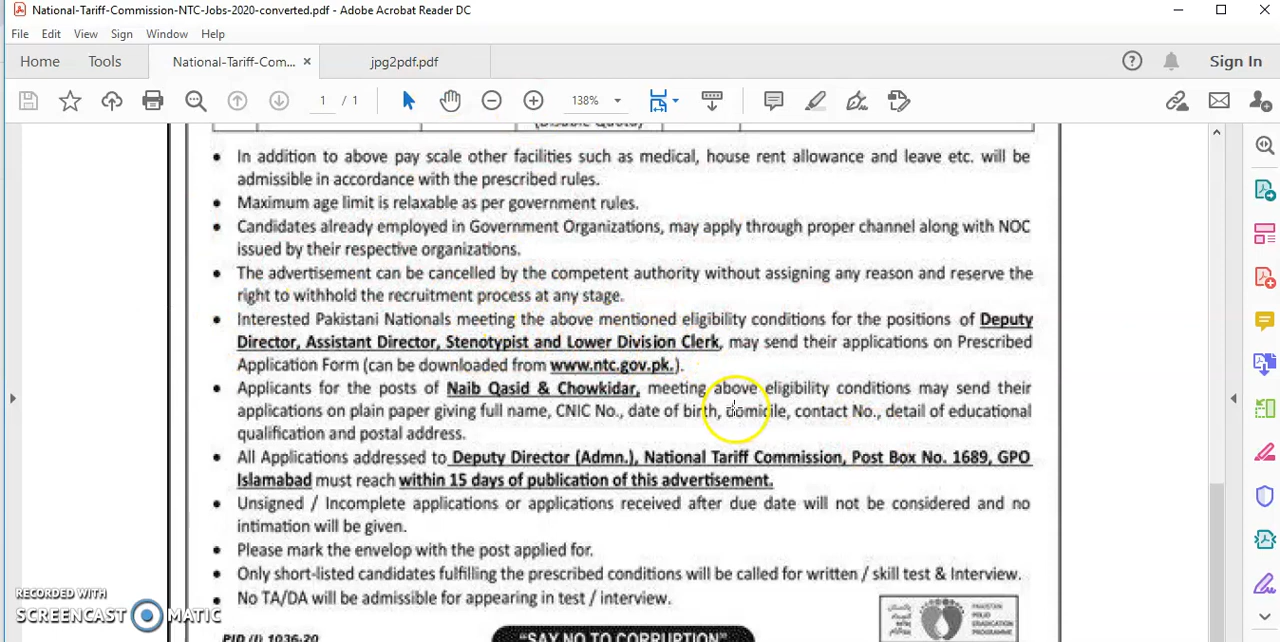 National-Tariff-Commission-NTC-Jobs-2020-converted.pdf - Adobe Acrobat Reader DC
File Edit View Sign Window Help
Home Tools National-Tariff-Com... × jpg2pdf.pdf Sign In
1 / 1 138%
(Disable Quota)
• In addition to above pay scale other facilities such as medical, house rent allowance and leave etc. will be
admissible in accordance with the prescribed rules.
• Maximum age limit is relaxable as per government rules.
• Candidates already employed in Government Organizations, may apply through proper channel along with NOC
issued by their respective organizations.
• The advertisement can be cancelled by the competent authority without assigning any reason and reserve the
right to withhold the recruitment process at any stage.
• Interested Pakistani Nationals meeting the above mentioned eligibility conditions for the positions of Deputy
Director, Assistant Director, Stenotypist and Lower Division Clerk, may send their applications on Prescribed
Application Form (can be downloaded from www.ntc.gov.pk.).
• Applicants for the posts of Naib Qasid & Chowkidar, meeting above eligibility conditions may send their
applications on plain paper giving full name, CNIC No., date of birth, domicile, contact No., detail of educational
qualification and postal address.
• All Applications addressed to Deputy Director (Admn.), National Tariff Commission, Post Box No. 1689, GPO
Islamabad must reach within 15 days of publication of this advertisement.
• Unsigned / Incomplete applications or applications received after due date will not be considered and no
intimation will be given.
• Please mark the envelop with the post applied for.
• Only short-listed candidates fulfilling the prescribed conditions will be called for written / skill test & Interview.
• No TA/DA will be admissible for appearing in test / interview.
RECORDED WITH
SCREENCAST MATIC
PAKISTAN
POLIO
ERADICATION
PROGRAMME
PID (I) 1036-20 "SAY NO TO CORRUPTION"